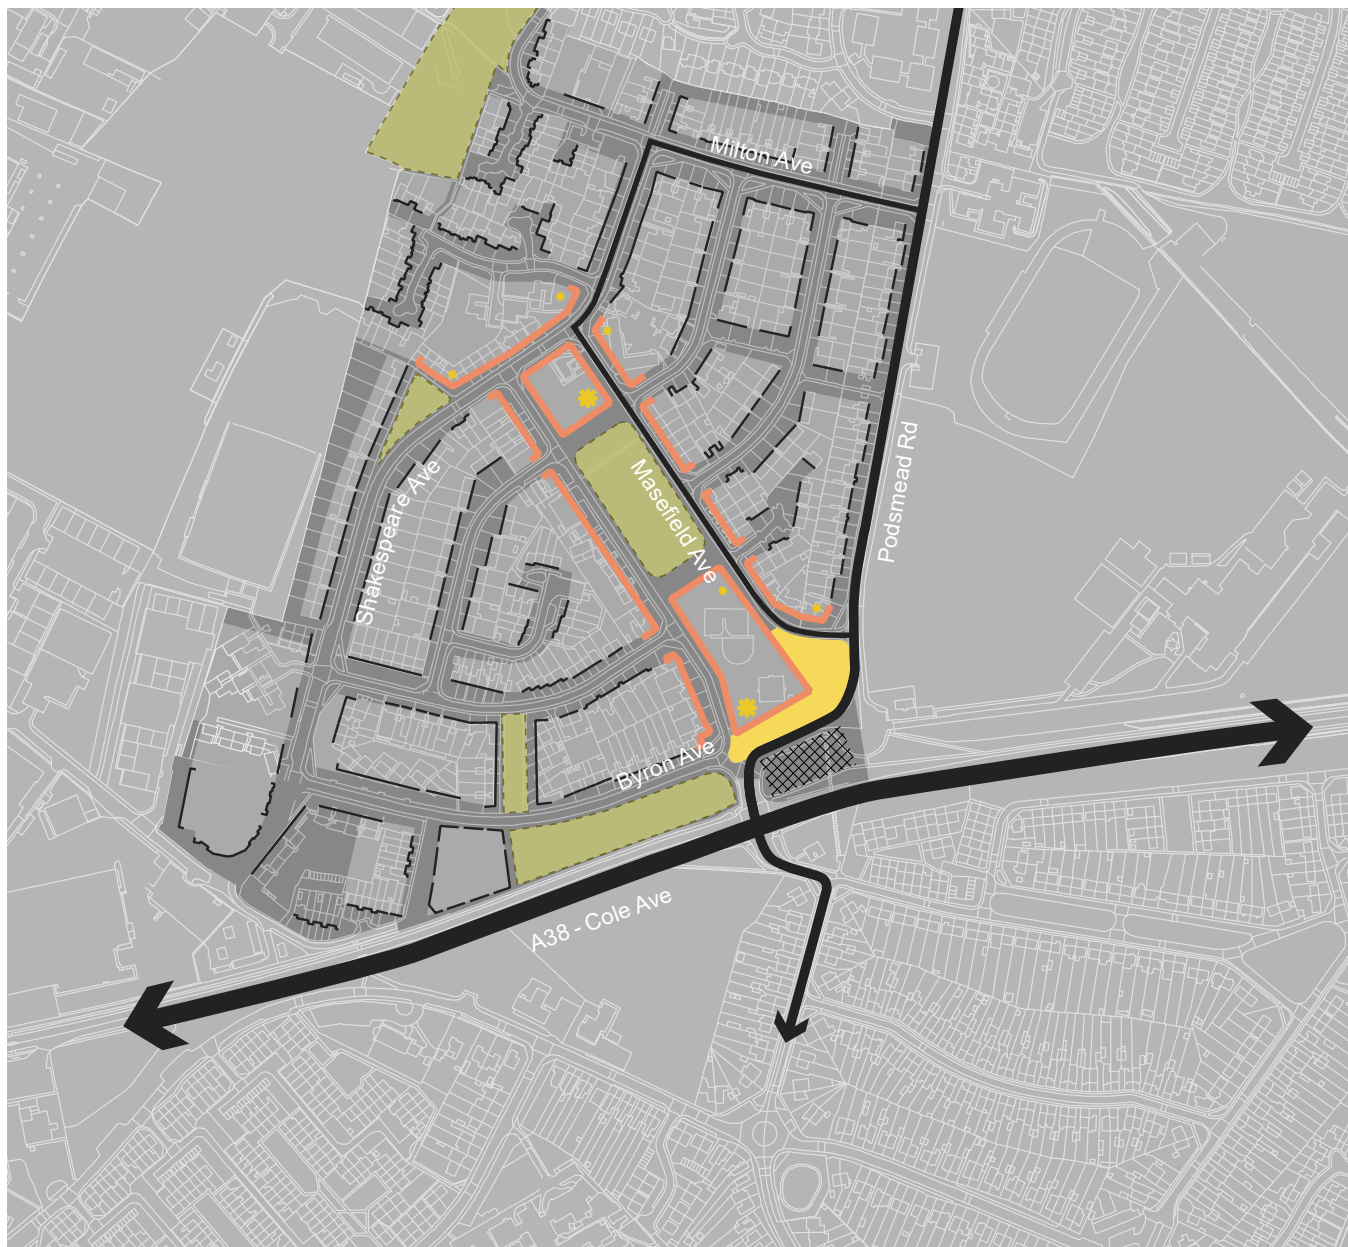 Milton Ave
Podsmead Rd
Masefield Ave
Shakespeare Ave
Byron Ave
A38 - Cole Ave